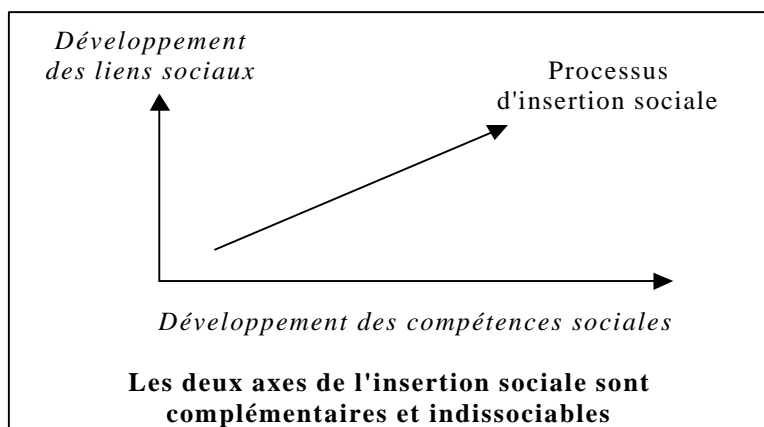 Développement
des liens sociaux
Processus
d'insertion sociale
Développement des compétences sociales
Les deux axes de l'insertion sociale sont
complémentaires et indissociables